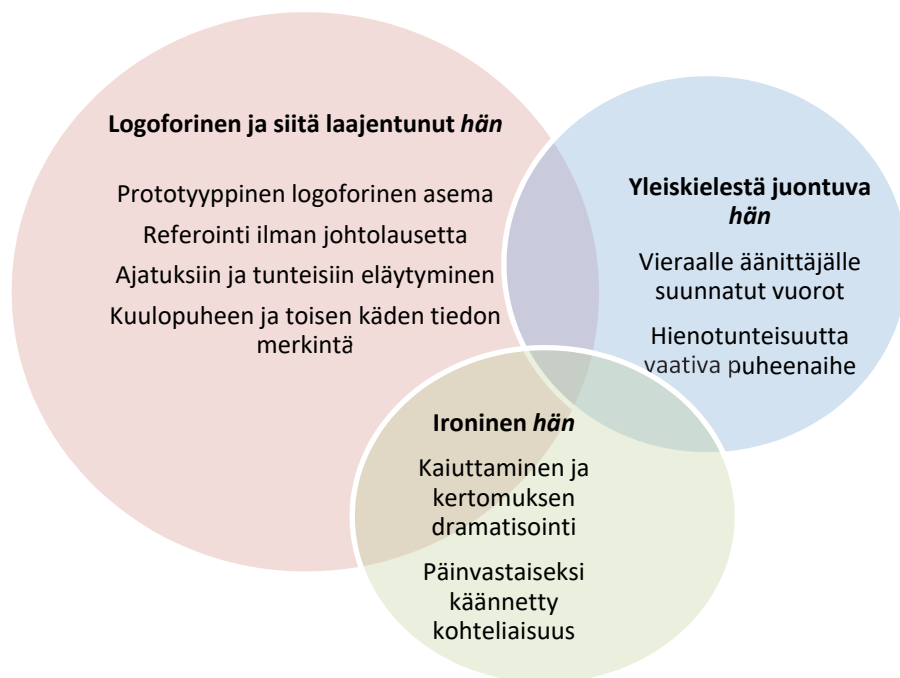 Logoforinen ja siitä laajentunut hän
Prototyyppinen logoforinen asema
Referointi ilman johtolausetta
Ajatuksiin ja tunteisiin eläytyminen
Kuulopuheen ja toisen käden tiedon
merkintä
Yleiskielestä juontuva
hän
Vieraalle äänittäjälle
suunnatut vuorot
Hienotunteisuutta
vaativa puheenaihe
Ironinen hän
Kaiuttaminen ja
kertomuksen
dramatisointi
Päinvastaiseksi
käännetty
kohteliaisuus